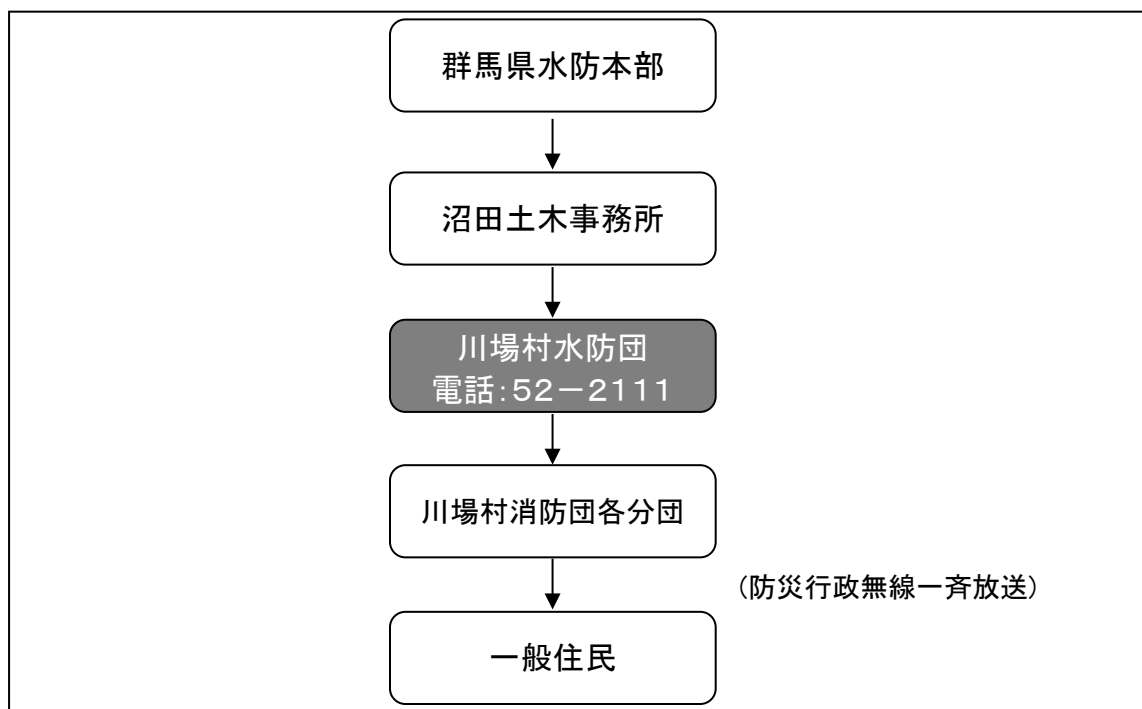 群馬県水防本部
沼田土木事務所
川場村水防団
電話：５２－２１１１
川場村消防団各分団
（防災行政無線一斉放送）
一般住民